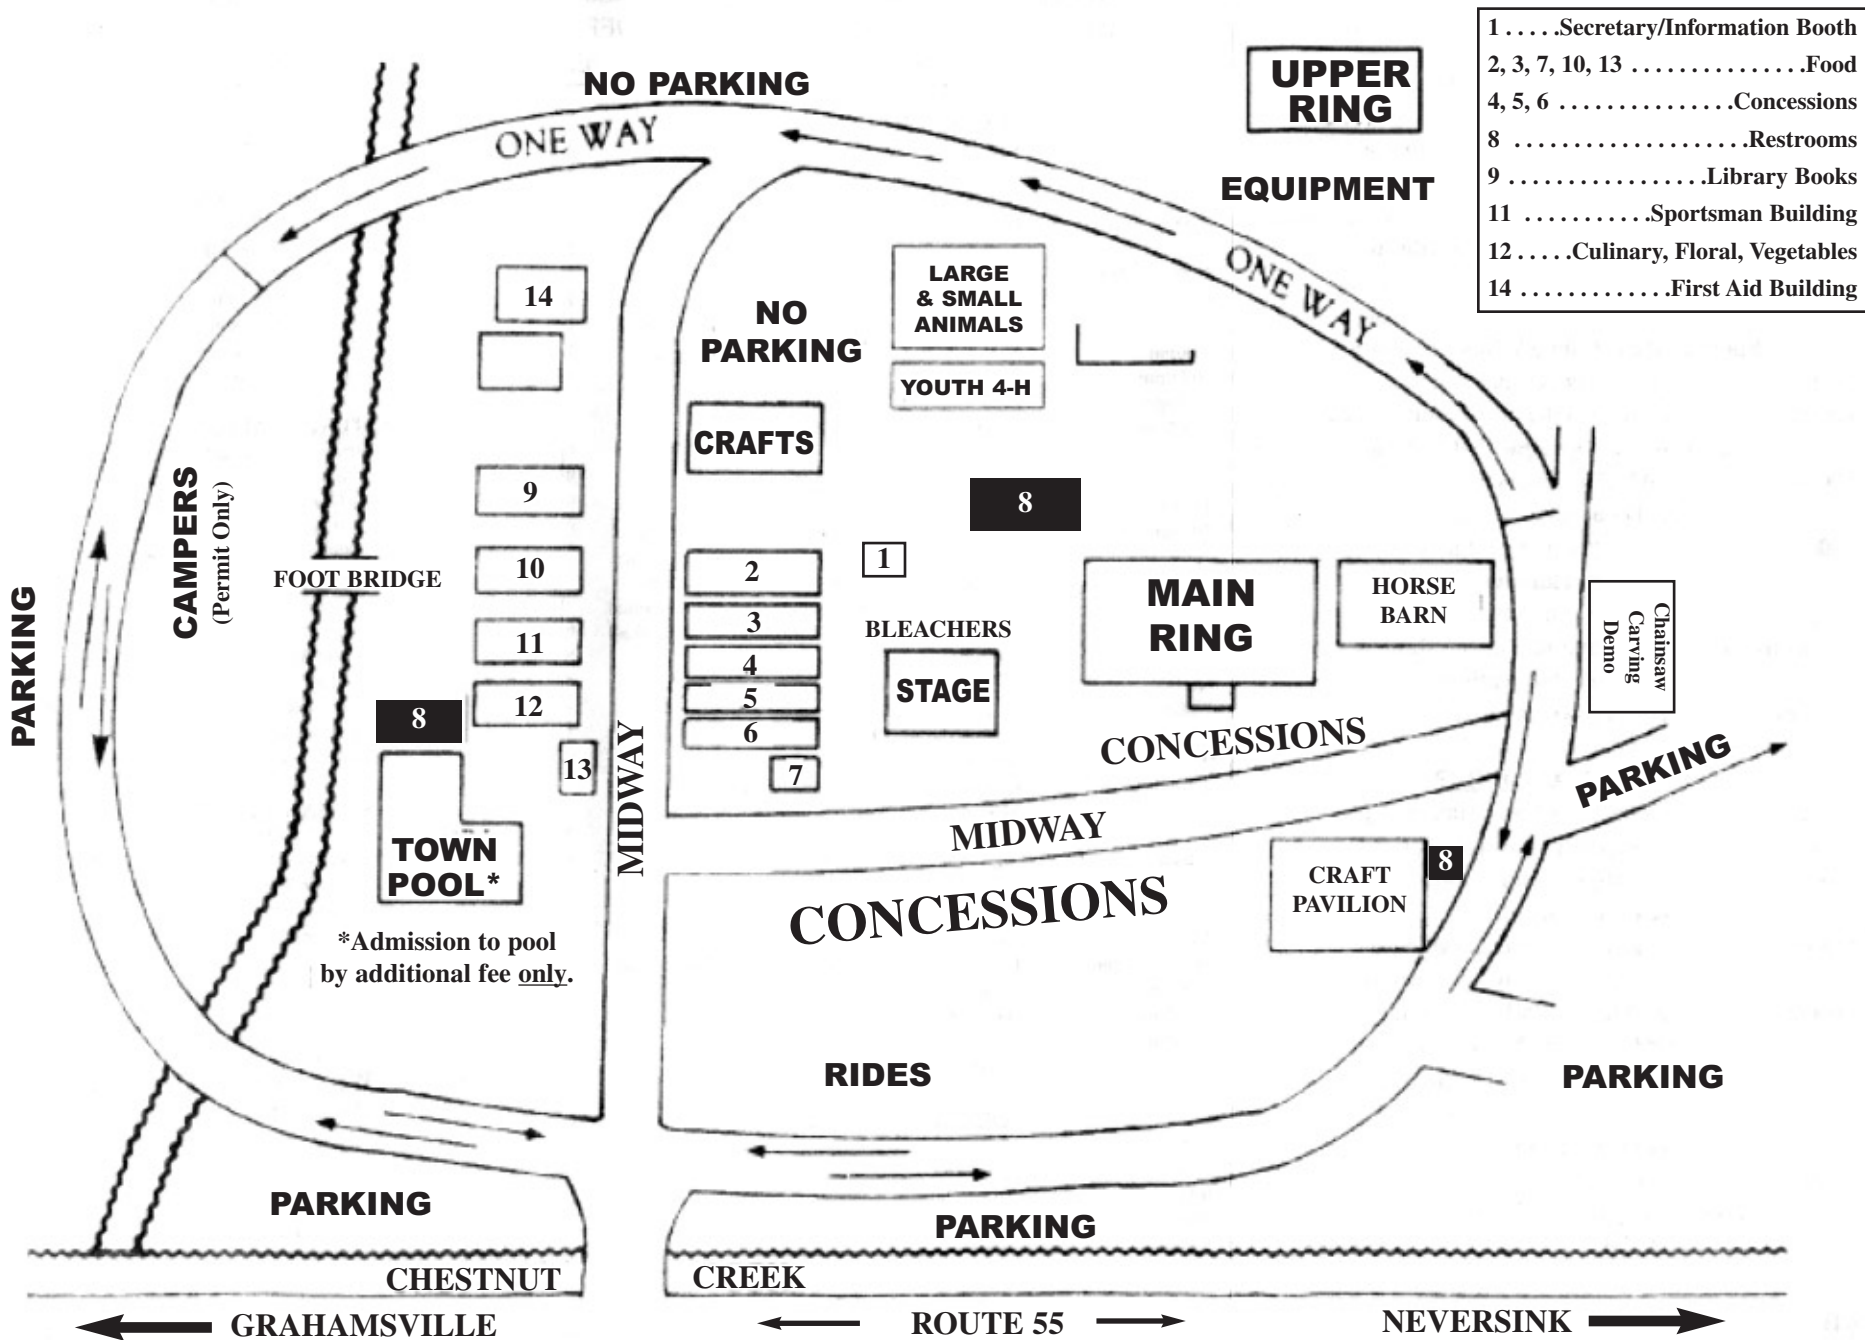 1 . . . . .Secretary/Information Booth
2, 3, 7, 10, 13 . . . . . . . . . . . . . . .Food
4, 5, 6 . . . . . . . . . . . . . . .Concessions
8 . . . . . . . . . . . . . . . . . . . .Restrooms
9 . . . . . . . . . . . . . . . . .Library Books
11 . . . . . . . . . . .Sportsman Building
12 . . . . .Culinary, Floral, Vegetables
14 . . . . . . . . . . . . .First Aid Building
NO PARKING
UPPER
RING
ONE WAY
EQUIPMENT
ONE WAY
14
NO
PARKING
LARGE
& SMALL
ANIMALS
YOUTH 4-H
CRAFTS
9
8
CAMPERS
(Permit Only)
FOOT BRIDGE
10
2
1
MAIN
RING
HORSE
BARN
Chainsaw
Carving
Demo
PARKING
11
3
BLEACHERS
4
STAGE
12
5
8
6
13
7
MIDWAY
CONCESSIONS
PARKING
MIDWAY
TOWN
POOL*
CONCESSIONS
CRAFT
PAVILION
8
*Admission to pool
by additional fee only.
RIDES
PARKING
PARKING
PARKING
CHESTNUT CREEK
GRAHAMSVILLE
ROUTE 55
NEVERSINK